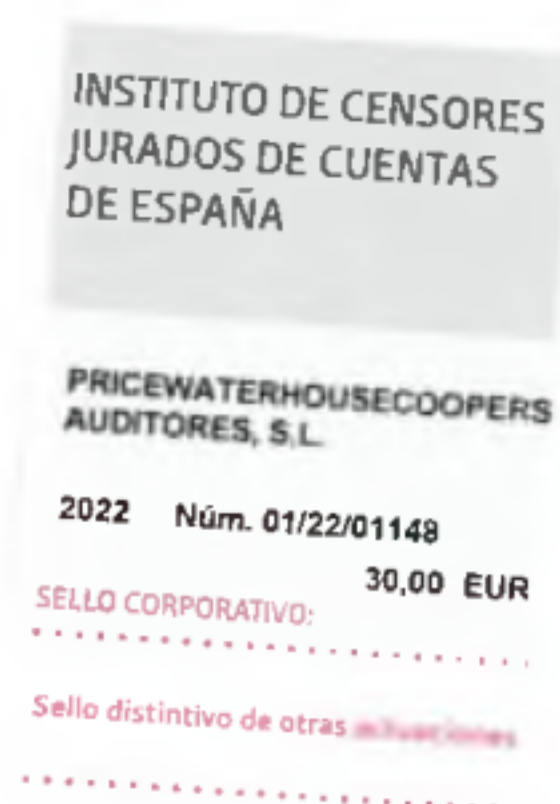 INSTITUTO DE CENSORES
JURADOS DE CUENTAS
DE ESPAÑA
PRICEWATERHOUSECOOPERS
AUDITORES, S.L.
2022 Núm. 01/22/01148
30,00 EUR
SELLO CORPORATIVO:
Sello distintivo de otras